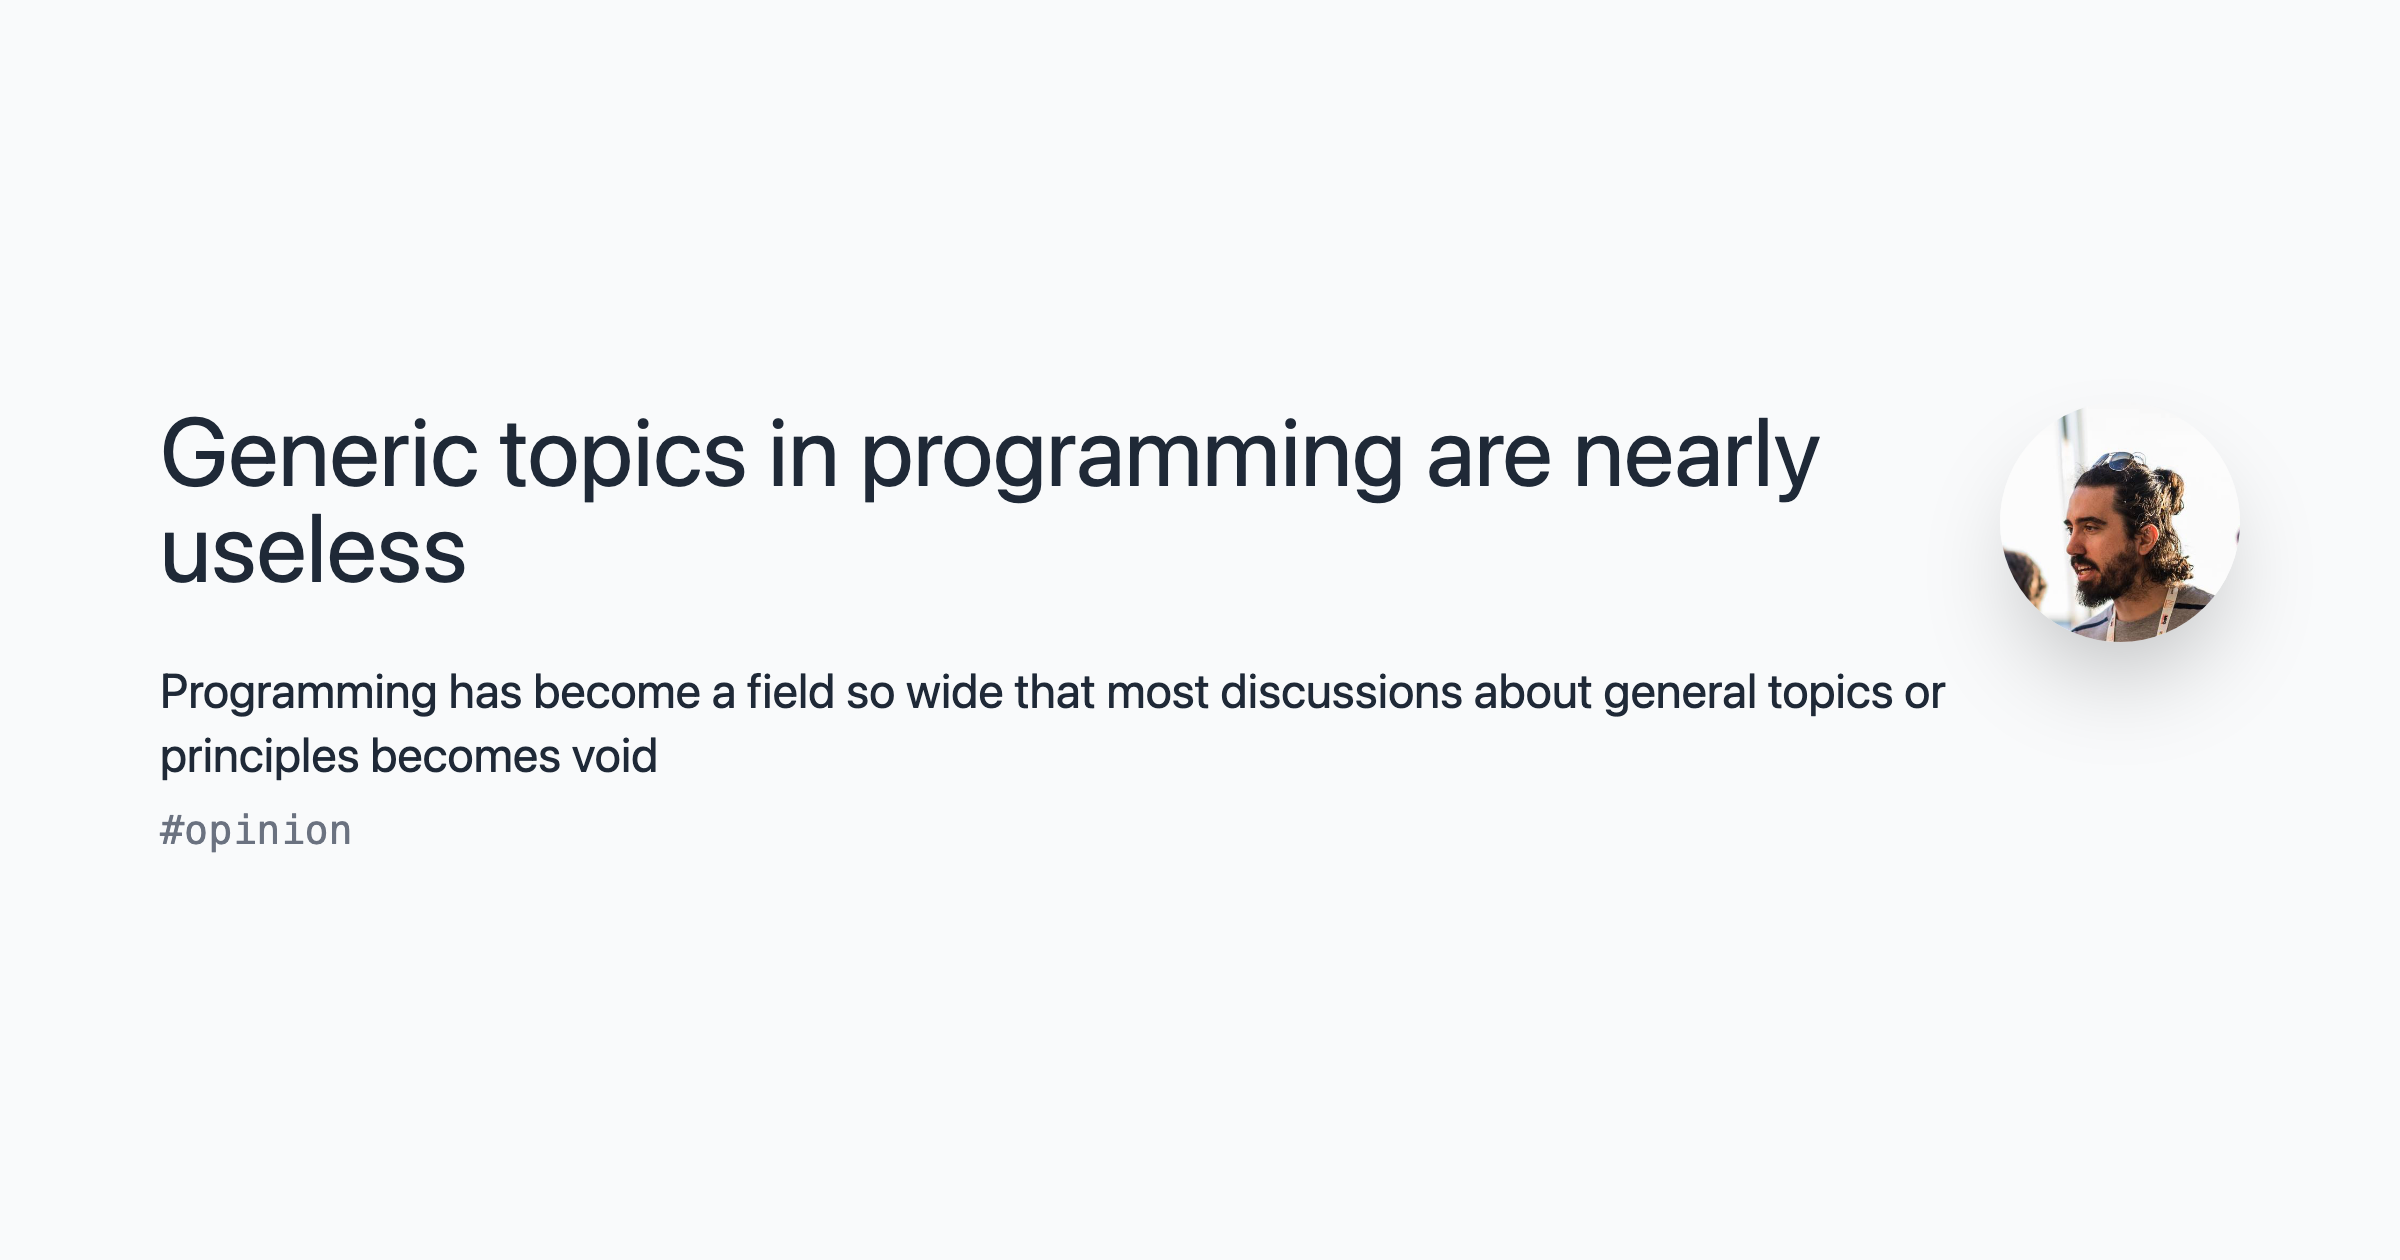 Generic topics in programming are nearly
useless
Programming has become a field so wide that most discussions about general topics or
principles becomes void
#opinion